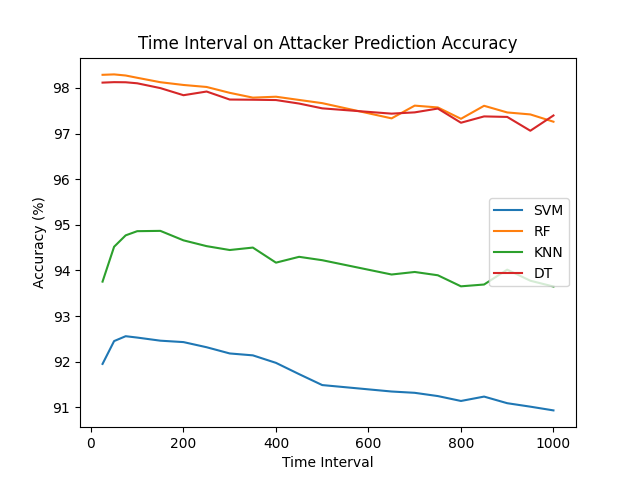 Time Interval on Attacker Prediction Accuracy
Accuracy (%)
98
97
96
95
94
93
92
91
SVM
RF
KNN
DT
0
200
400
600
800
1000
Time Interval